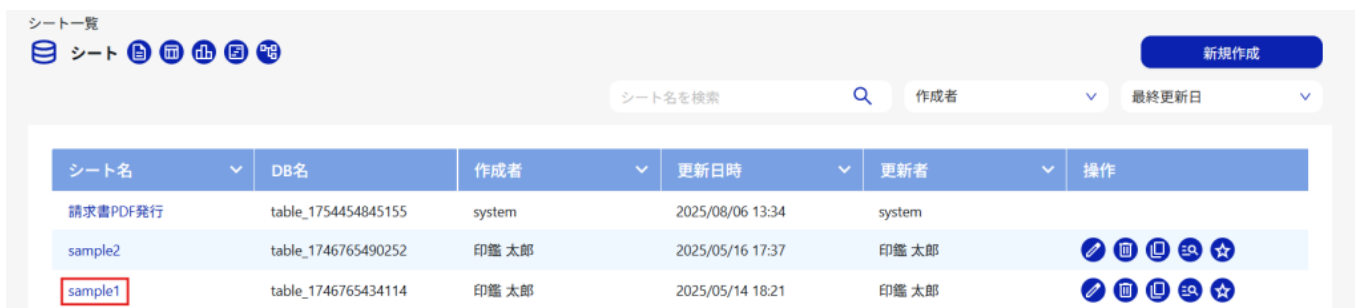 シート一覧
シート
新規作成
シート名を検索 作成者 最終更新日
シート名 DB名 作成者 更新日時 更新者 操作
請求書PDF発行 table_1754454845155 system 2025/08/06 13:34 system
sample2 table_1746765490252 印鑑 太郎 2025/05/16 17:37 印鑑 太郎
sample1 table_1746765434114 印鑑 太郎 2025/05/14 18:21 印鑑 太郎